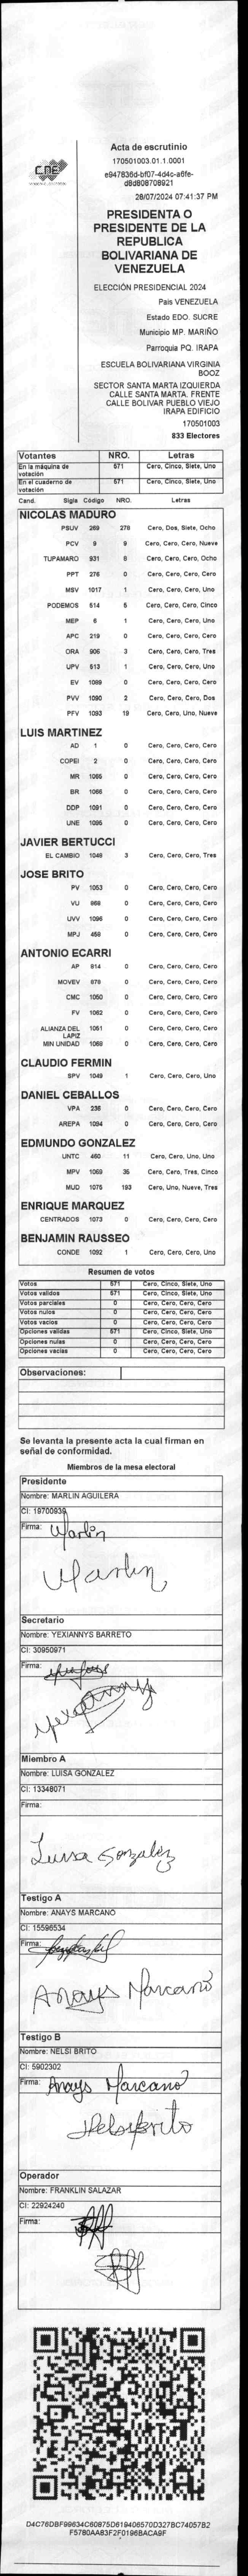 CNE
Acta de escrutinio
170501003.01.1.0001
e947836d-bf07-4d4c-a6fe-
d8d808708921
28/07/2024 07:41:37 PM
PRESIDENTA O
PRESIDENTE DE LA
REPUBLICA
BOLIVARIANA DE
VENEZUELA
ELECCIÓN PRESIDENCIAL 2024
Pais VENEZUELA
Estado EDO. SUCRE
Municipio MP. MARIÑO
Parroquia PQ. IRAPA
ESCUELA BOLIVARIANA VIRGINIA
BOOZ
SECTOR SANTA MARTA IZQUIERDA
CALLE SANTA MARTA. FRENTE
CALLE BOLIVAR PUEBLO VIEJO
IRAPA EDIFICIO
170501003
833 Electores
Votantes NRO. Letras
En la máquina de votación 571 Cero, Cinco, Siete, Uno
En el cuaderno de votación 571 Cero, Cinco, Siete, Uno
Cand. Sigla Código NRO. Letras
NICOLAS MADURO
PSUV 269 278 Cero, Dos, Siete, Ocho
PCV 9 9 Cero, Cero, Cero, Nueve
TUPAMARO 931 8 Cero, Cero, Cero, Ocho
PPT 276 0 Cero, Cero, Cero, Cero
MSV 1017 1 Cero, Cero, Cero, Uno
PODEMOS 514 5 Cero, Cero, Cero, Cinco
MEP 6 1 Cero, Cero, Cero, Uno
APC 219 0 Cero, Cero, Cero, Cero
ORA 906 3 Cero, Cero, Cero, Tres
UPV 513 1 Cero, Cero, Cero, Uno
EV 1089 0 Cero, Cero, Cero, Cero
PVV 1090 2 Cero, Cero, Cero, Dos
PFV 1093 19 Cero, Cero, Uno, Nueve
LUIS MARTINEZ
AD 1 0 Cero, Cero, Cero, Cero
COPEI 2 0 Cero, Cero, Cero, Cero
MR 1065 0 Cero, Cero, Cero, Cero
BR 1066 0 Cero, Cero, Cero, Cero
DDP 1091 0 Cero, Cero, Cero, Cero
UNE 1095 0 Cero, Cero, Cero, Cero
JAVIER BERTUCCI
EL CAMBIO 1048 3 Cero, Cero, Cero, Tres
JOSE BRITO
PV 1053 0 Cero, Cero, Cero, Cero
VU 868 0 Cero, Cero, Cero, Cero
UVV 1096 0 Cero, Cero, Cero, Cero
MPJ 458 0 Cero, Cero, Cero, Cero
ANTONIO ECARRI
AP 814 0 Cero, Cero, Cero, Cero
MOVEV 878 0 Cero, Cero, Cero, Cero
CMC 1050 0 Cero, Cero, Cero, Cero
FV 1062 0 Cero, Cero, Cero, Cero
ALIANZA DEL LAPIZ 1051 0 Cero, Cero, Cero, Cero
MIN UNIDAD 1068 0 Cero, Cero, Cero, Cero
CLAUDIO FERMIN
SPV 1049 1 Cero, Cero, Cero, Uno
DANIEL CEBALLOS
VPA 236 0 Cero, Cero, Cero, Cero
AREPA 1094 0 Cero, Cero, Cero, Cero
EDMUNDO GONZALEZ
UNTC 460 11 Cero, Cero, Uno, Uno
MPV 1069 35 Cero, Cero, Tres, Cinco
MUD 1075 193 Cero, Uno, Nueve, Tres
ENRIQUE MARQUEZ
CENTRADOS 1073 0 Cero, Cero, Cero, Cero
BENJAMIN RAUSSEO
CONDE 1092 1 Cero, Cero, Cero, Uno
Resumen de votos
Votos 571 Cero, Cinco, Siete, Uno
Votos validos 571 Cero, Cinco, Siete, Uno
Votos parciales 0 Cero, Cero, Cero, Cero
Votos nulos 0 Cero, Cero, Cero, Cero
Votos vacios 0 Cero, Cero, Cero, Cero
Opciones validas 571 Cero, Cinco, Siete, Uno
Opciones nulas 0 Cero, Cero, Cero, Cero
Opciones vacias 0 Cero, Cero, Cero, Cero
Observaciones:
Se levanta la presente acta la cual firman en
señal de conformidad.
Miembros de la mesa electoral
Presidente
Nombre: MARLIN AGUILERA
CI: 19700939
Firma: Marlin
Marlin
Secretario
Nombre: YEXIANNYS BARRETO
CI: 30950971
Firma:
Miembro A
Nombre: LUISA GONZALEZ
CI: 13348071
Firma:
Luisa Gonzalez
Testigo A
Nombre: ANAYS MARCANO
CI: 15596534
Firma:
Anays Marcano
Testigo B
Nombre: NELSI BRITO
CI: 5902302
Firma: Anays Marcano
Nelsi Brito
Operador
Nombre: FRANKLIN SALAZAR
CI: 22924240
Firma:
D4C76DBF99634C60875D619406570D327BC74057B2
F5780AA83F2F0196BACA9F